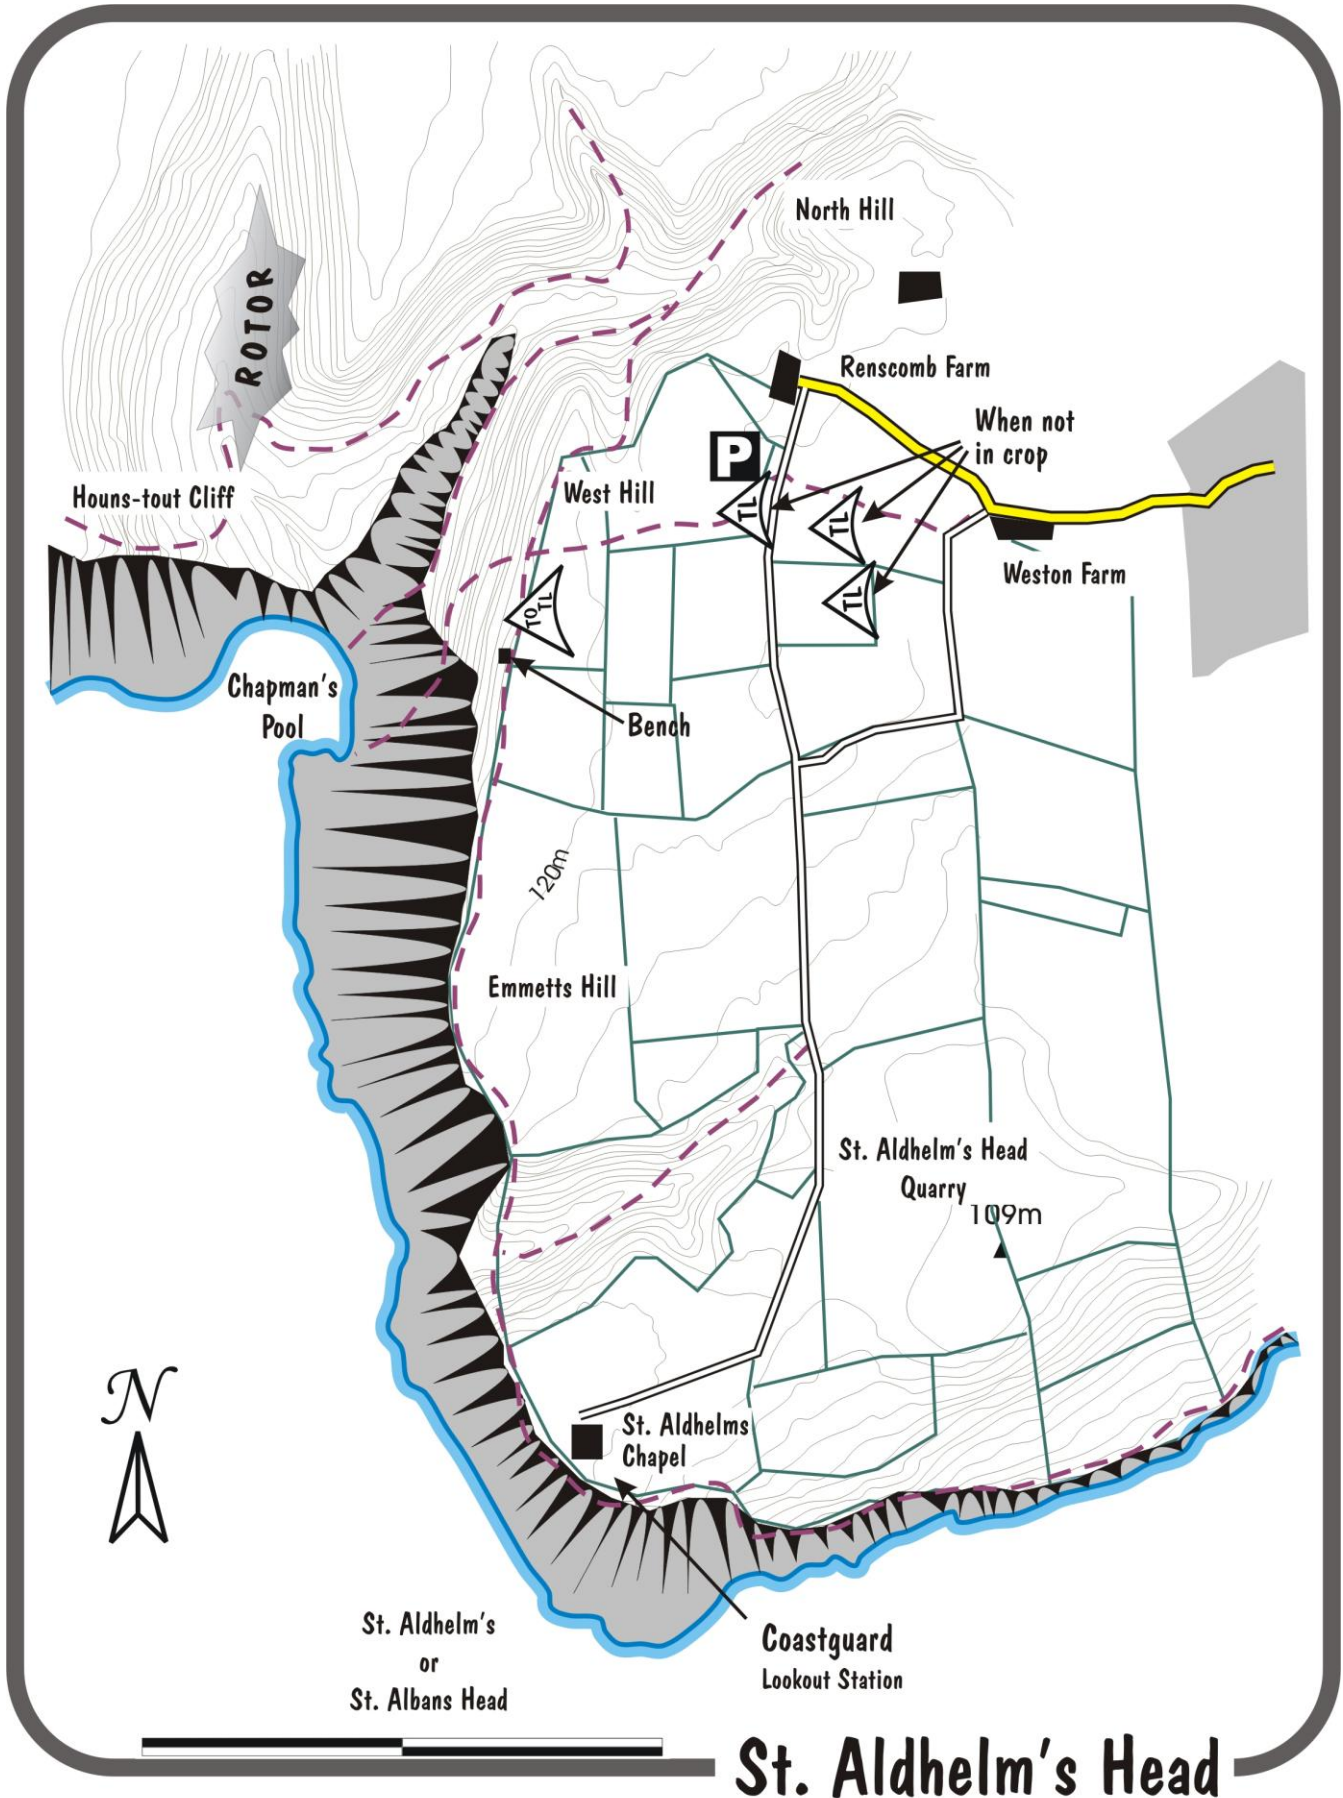 North Hill
ROTOR
Renscomb Farm
When not
in crop
P
West Hill
Houns-tout Cliff
TL
TL
Weston Farm
TL
TO
TL
Chapman's
Pool
Bench
120m
Emmetts Hill
St. Aldhelm's Head
Quarry
109m
N
St. Aldhelms
Chapel
St. Aldhelm's
or
St. Albans Head
Coastguard
Lookout Station
St. Aldhelm's Head